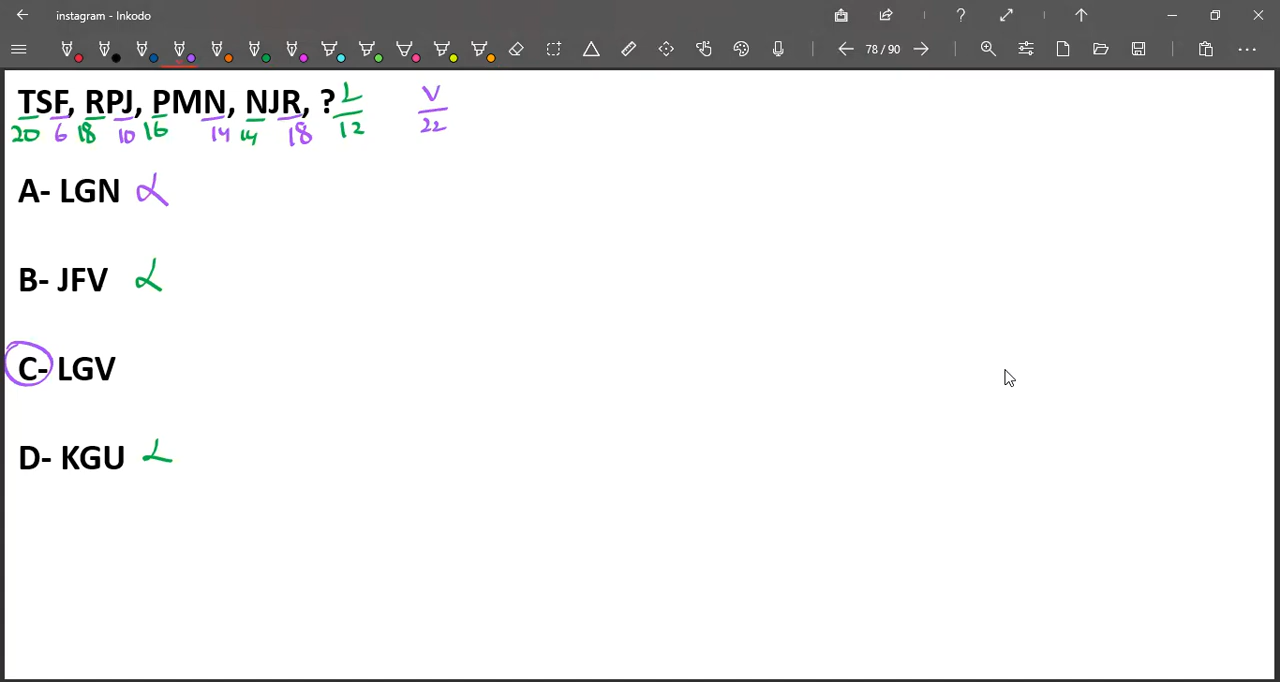 instagram - Inkodo
78 / 90
TSF, RPJ, PMN, NJR, ? L V
20 6 18 10 16 14 14 18 12 22
A- LGN
B- JFV
C- LGV
D- KGU